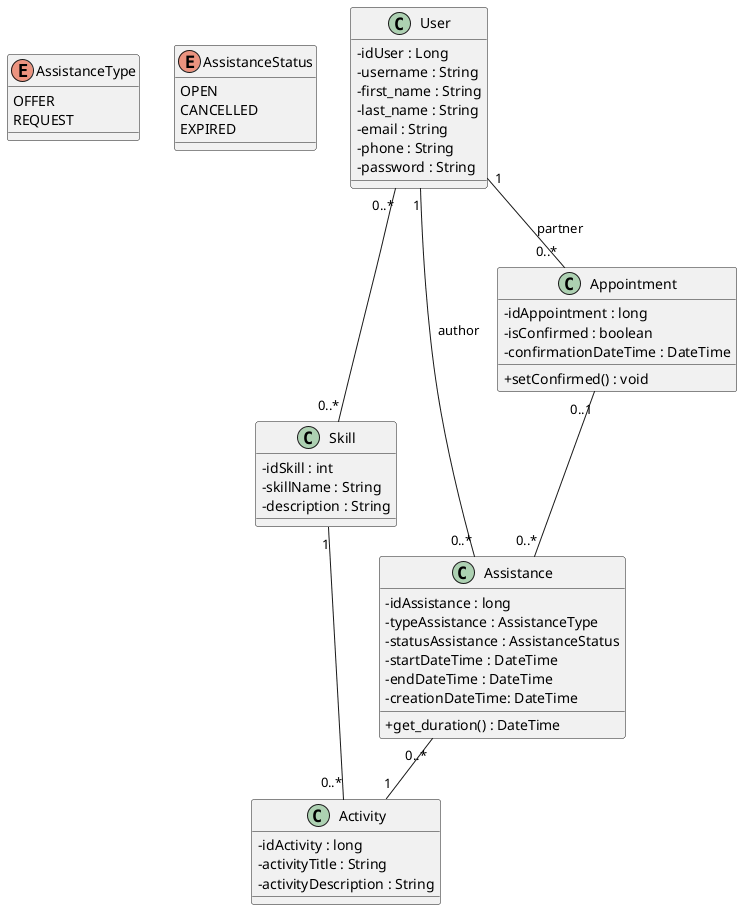 E AssistanceType
OFFER
REQUEST
E AssistanceStatus
OPEN
CANCELLED
EXPIRED
C User
-idUser : Long
-username : String
-first_name : String
-last_name : String
-email : String
-phone : String
-password : String
0..*
1
1
partner
0..*
C Appointment
-idAppointment : long
-isConfirmed : boolean
-confirmationDateTime : DateTime
+setConfirmed() : void
author
0..*
0..1
C Skill
-idSkill : int
-skillName : String
-description : String
1
0..*
0..*
C Assistance
-idAssistance : long
-typeAssistance : AssistanceType
-statusAssistance : AssistanceStatus
-startDateTime : DateTime
-endDateTime : DateTime
-creationDateTime: DateTime
+get_duration() : DateTime
0..*
0..*
1
C Activity
-idActivity : long
-activityTitle : String
-activityDescription : String